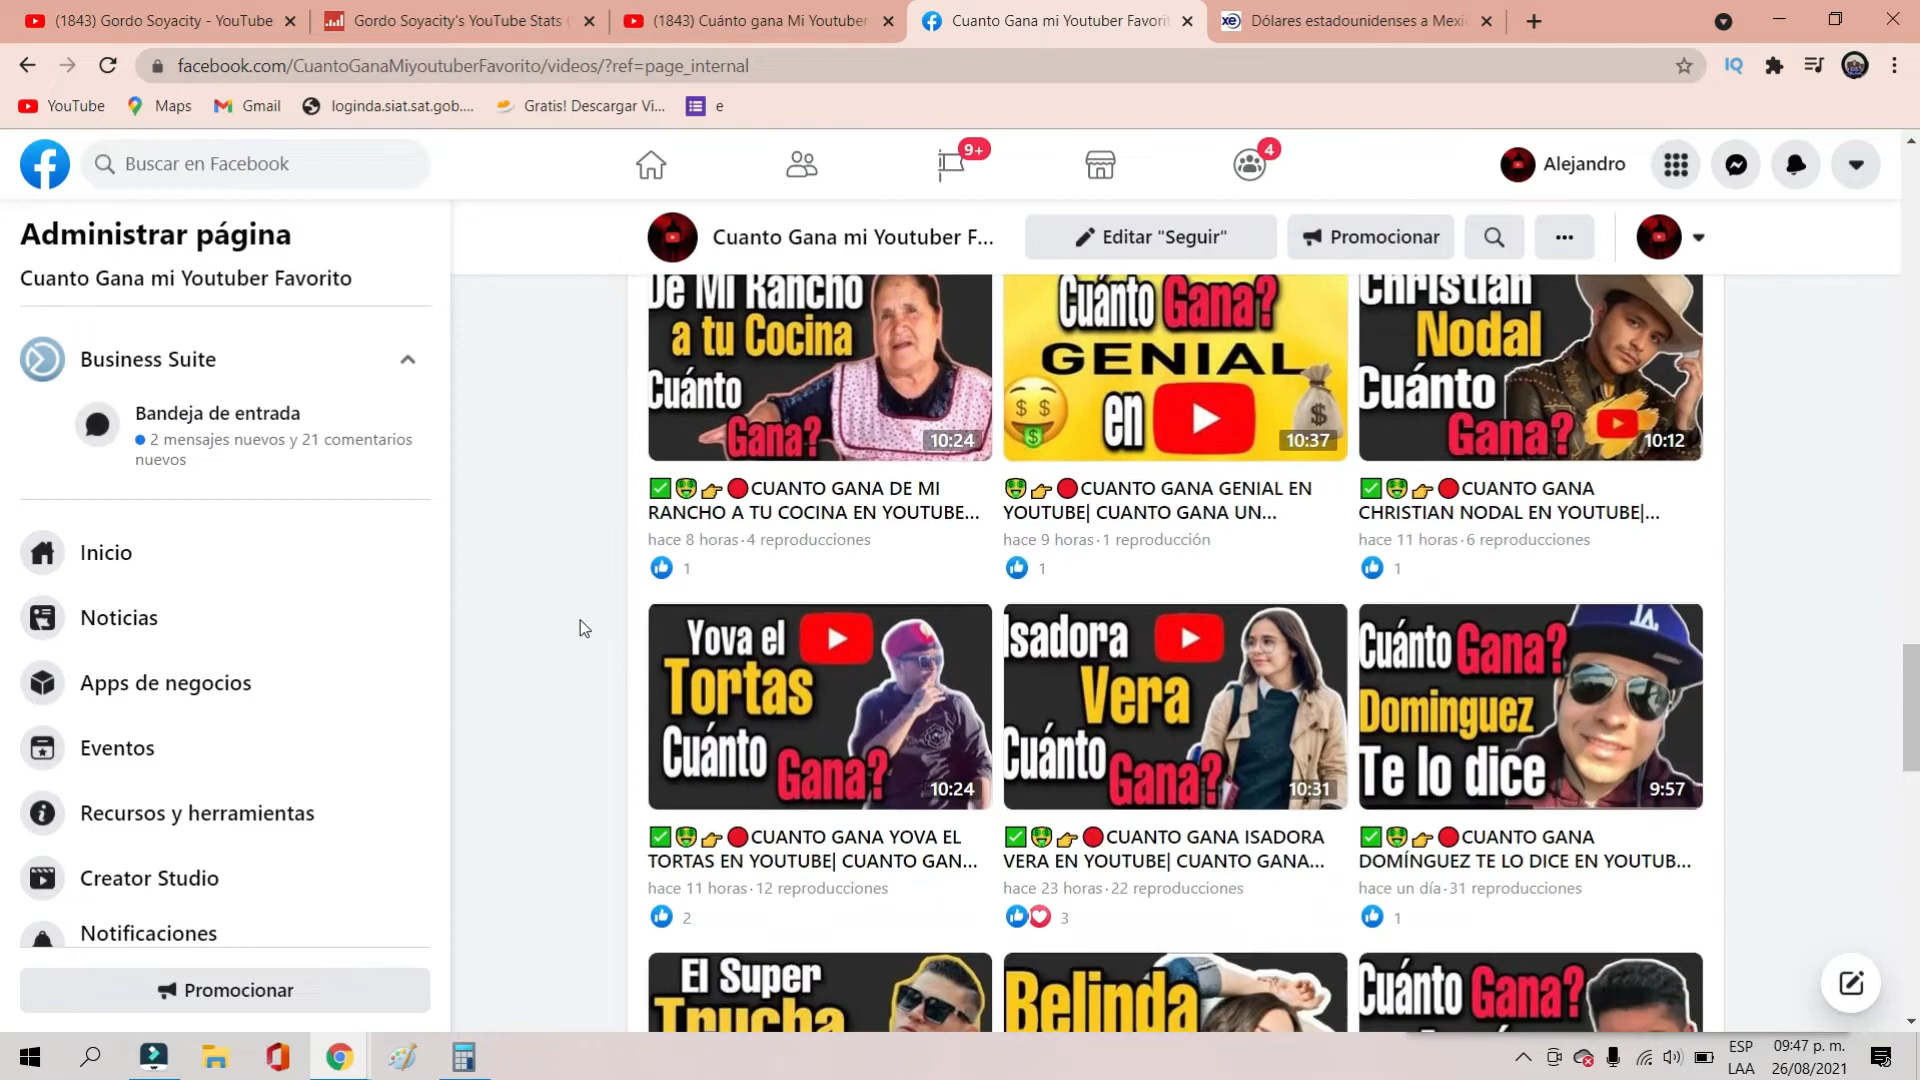 (1843) Gordo Soyacity - YouTube
Gordo Soyacity's YouTube Stats (
(1843) Cuánto gana Mi Youtuber
Cuanto Gana mi Youtuber Favorit
Dólares estadounidenses a Mexi
facebook.com/CuantoGanaMiyoutuberFavorito/videos/?ref=page_internal
YouTube
Maps
Gmail
loginda.siat.sat.gob....
Gratis! Descargar Vi...
e
Buscar en Facebook
9+
4
Alejandro
Administrar página
Cuanto Gana mi Youtuber Favorito
Business Suite
Bandeja de entrada
2 mensajes nuevos y 21 comentarios
nuevos
Inicio
Noticias
Apps de negocios
Eventos
Recursos y herramientas
Creator Studio
Notificaciones
Promocionar
Cuanto Gana mi Youtuber F...
Editar "Seguir"
Promocionar
De Mi Rancho
a tu Cocina
Cuánto
Gana?
10:24
Cuánto Gana?
GENIAL
en
10:37
Christian
Nodal
Cuánto
Gana?
10:12
✅🤑👉🔴CUANTO GANA DE MI
RANCHO A TU COCINA EN YOUTUBE...
hace 8 horas · 4 reproducciones
1
🤑👉🔴CUANTO GANA GENIAL EN
YOUTUBE| CUANTO GANA UN...
hace 9 horas · 1 reproducción
1
✅🤑👉🔴CUANTO GANA
CHRISTIAN NODAL EN YOUTUBE|...
hace 11 horas · 6 reproducciones
1
Yova el
Tortas
Cuánto
Gana?
10:24
Isadora
Vera
Cuánto
Gana?
10:31
Cuánto Gana?
Dominguez
Te lo dice
LA
9:57
✅🤑👉🔴CUANTO GANA YOVA EL
TORTAS EN YOUTUBE| CUANTO GAN...
hace 11 horas · 12 reproducciones
2
✅🤑👉🔴CUANTO GANA ISADORA
VERA EN YOUTUBE| CUANTO GANA...
hace 23 horas · 22 reproducciones
3
✅🤑👉🔴CUANTO GANA
DOMÍNGUEZ TE LO DICE EN YOUTUB...
hace un día · 31 reproducciones
1
El Super
Trucha
Belinda
Cuánto Gana?
ESP
LAA
09:47 p. m.
26/08/2021